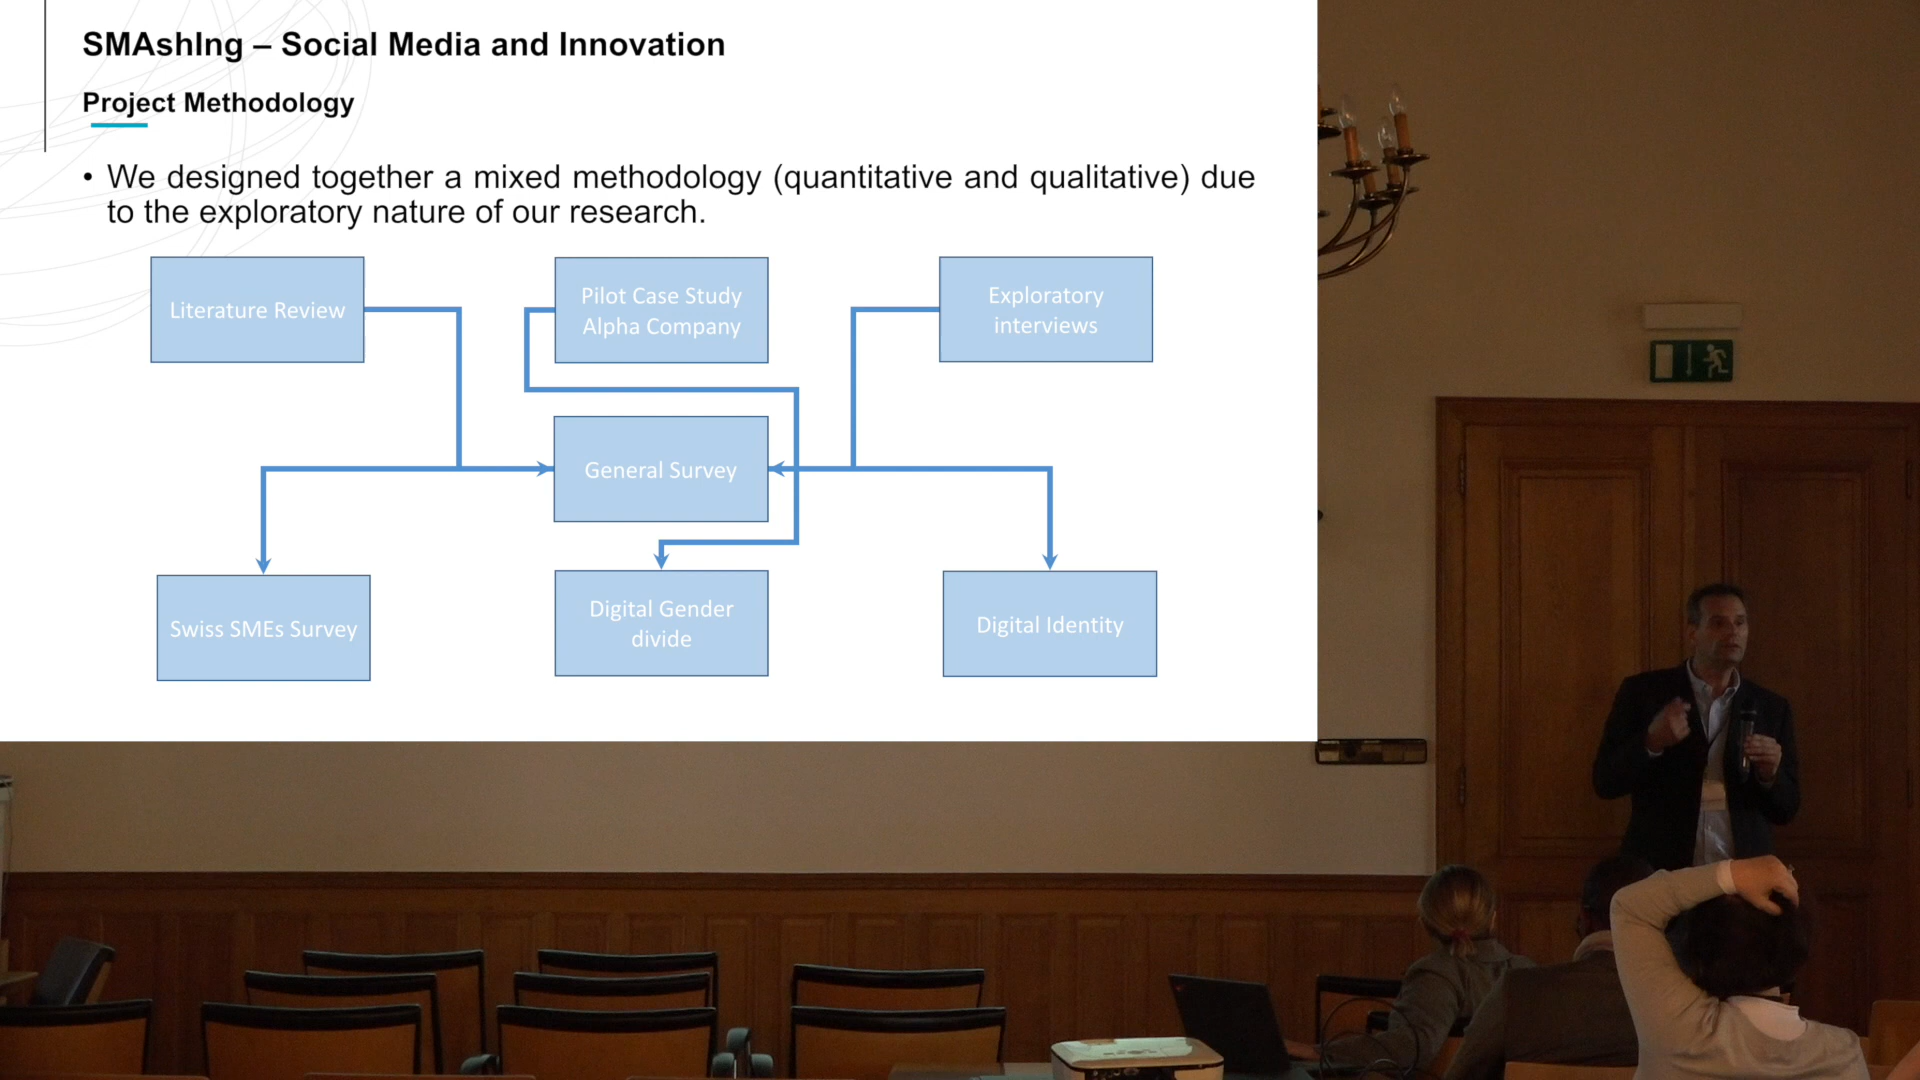 SMAshIng – Social Media and Innovation
Project Methodology
• We designed together a mixed methodology (quantitative and qualitative) due
to the exploratory nature of our research.
Literature Review
Pilot Case Study
Alpha Company
Exploratory
interviews
General Survey
Swiss SMEs Survey
Digital Gender
divide
Digital Identity